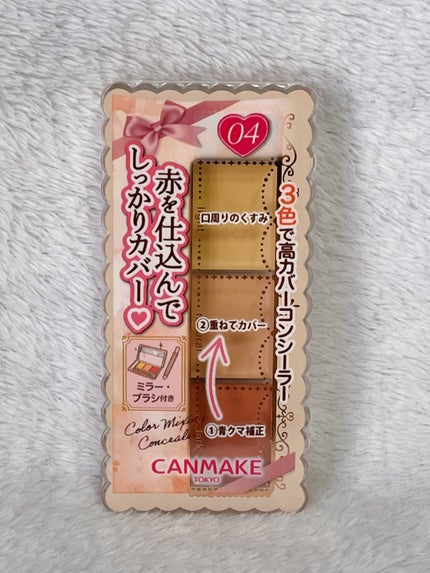 04
赤を仕込んで
しっかりカバー♡
3色で高カバーコンシーラー
light
口周りのくすみ
②重ねてカバー
①青クマ補正
dark
ミラー・
ブラシ付き
Color Mixing
Concealer
CANMAKE
TOKYO